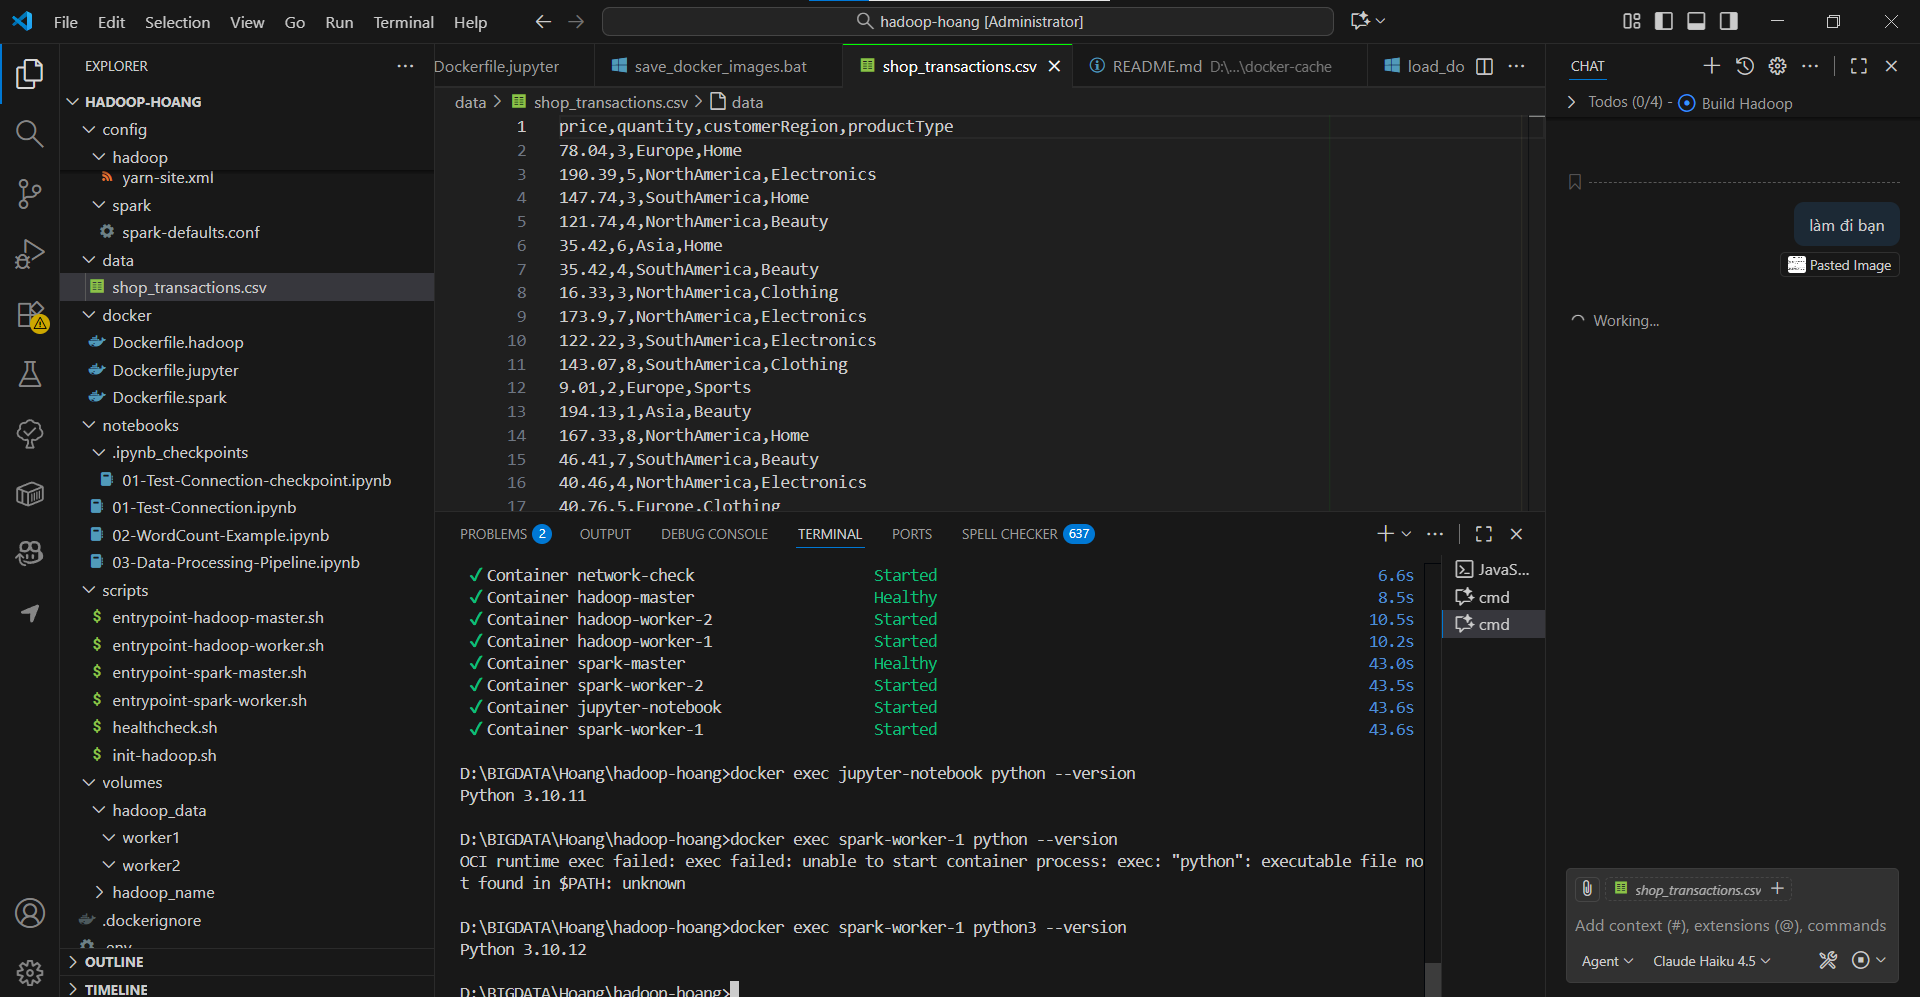 File Edit Selection View Go Run Terminal Help
hadoop-hoang [Administrator]
EXPLORER
HADOOP-HOANG
config
hadoop
yarn-site.xml
spark
spark-defaults.conf
data
shop_transactions.csv
docker
Dockerfile.hadoop
Dockerfile.jupyter
Dockerfile.spark
notebooks
.ipynb_checkpoints
01-Test-Connection-checkpoint.ipynb
01-Test-Connection.ipynb
02-WordCount-Example.ipynb
03-Data-Processing-Pipeline.ipynb
scripts
entrypoint-hadoop-master.sh
entrypoint-hadoop-worker.sh
entrypoint-spark-master.sh
entrypoint-spark-worker.sh
healthcheck.sh
init-hadoop.sh
volumes
hadoop_data
worker1
worker2
hadoop_name
.dockerignore
.env
OUTLINE
TIMELINE
Dockerfile.jupyter save_docker_images.bat shop_transactions.csv README.md D:\...\docker-cache load_do
data > shop_transactions.csv > data
1 price,quantity,customerRegion,productType
2 78.04,3,Europe,Home
3 190.39,5,NorthAmerica,Electronics
4 147.74,3,SouthAmerica,Home
5 121.74,4,NorthAmerica,Beauty
6 35.42,6,Asia,Home
7 35.42,4,SouthAmerica,Beauty
8 16.33,3,NorthAmerica,Clothing
9 173.9,7,NorthAmerica,Electronics
10 122.22,3,SouthAmerica,Electronics
11 143.07,8,SouthAmerica,Clothing
12 9.01,2,Europe,Sports
13 194.13,1,Asia,Beauty
14 167.33,8,NorthAmerica,Home
15 46.41,7,SouthAmerica,Beauty
16 40.46,4,NorthAmerica,Electronics
17 40.76,5,Europe,Clothing
PROBLEMS 2 OUTPUT DEBUG CONSOLE TERMINAL PORTS SPELL CHECKER 637
✓ Container network-check Started 6.6s
✓ Container hadoop-master Healthy 8.5s
✓ Container hadoop-worker-2 Started 10.5s
✓ Container hadoop-worker-1 Started 10.2s
✓ Container spark-master Healthy 43.0s
✓ Container spark-worker-2 Started 43.5s
✓ Container jupyter-notebook Started 43.6s
✓ Container spark-worker-1 Started 43.6s
D:\BIGDATA\Hoang\hadoop-hoang>docker exec jupyter-notebook python --version
Python 3.10.11
D:\BIGDATA\Hoang\hadoop-hoang>docker exec spark-worker-1 python --version
OCI runtime exec failed: exec failed: unable to start container process: exec: "python": executable file no
t found in $PATH: unknown
D:\BIGDATA\Hoang\hadoop-hoang>docker exec spark-worker-1 python3 --version
Python 3.10.12
D:\BIGDATA\Hoang\hadoop-hoang>
JavaS...
cmd
cmd
CHAT
Todos (0/4) - Build Hadoop
làm đi bạn
Pasted Image
Working...
shop_transactions.csv
Add context (#), extensions (@), commands
Agent Claude Haiku 4.5